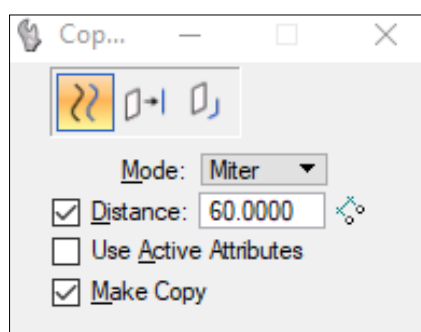 Cop...
Mode: Miter
Distance: 60.0000
Use Active Attributes
Make Copy